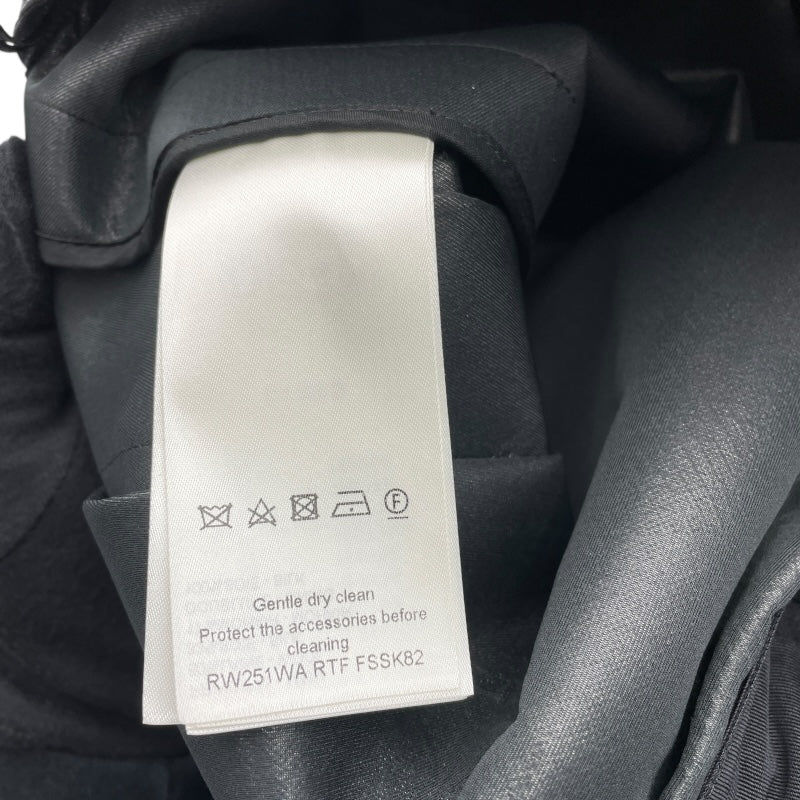 F
Gentle dry clean
Protect the accessories before
cleaning
RW251WA RTF FSSK82